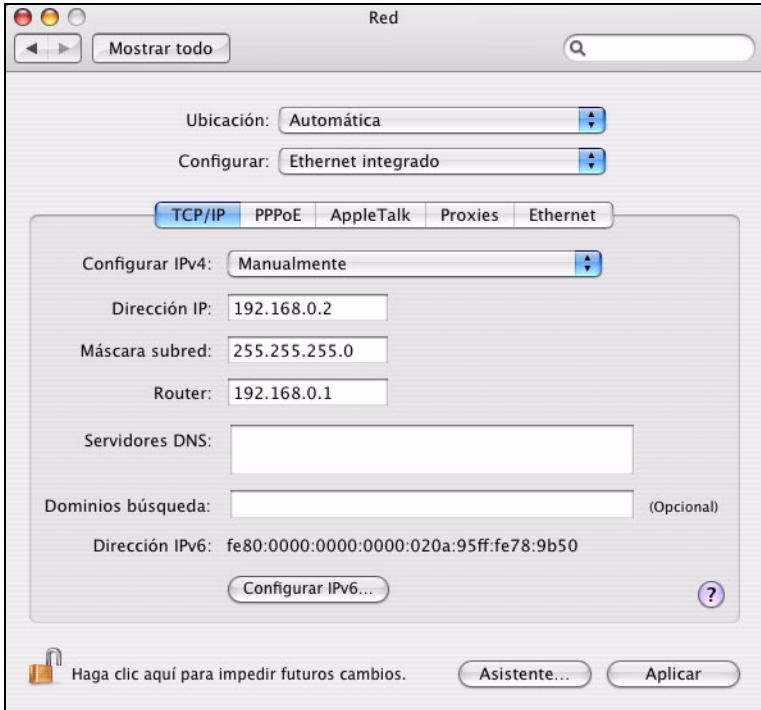 Red
Mostrar todo
Ubicación: Automática
Configurar: Ethernet integrado
TCP/IP PPPoE AppleTalk Proxies Ethernet
Configurar IPv4: Manualmente
Dirección IP: 192.168.0.2
Máscara subred: 255.255.255.0
Router: 192.168.0.1
Servidores DNS:
Dominios búsqueda: (Opcional)
Dirección IPv6: fe80:0000:0000:0000:020a:95ff:fe78:9b50
Configurar IPv6...
?
Haga clic aquí para impedir futuros cambios. Asistente... Aplicar